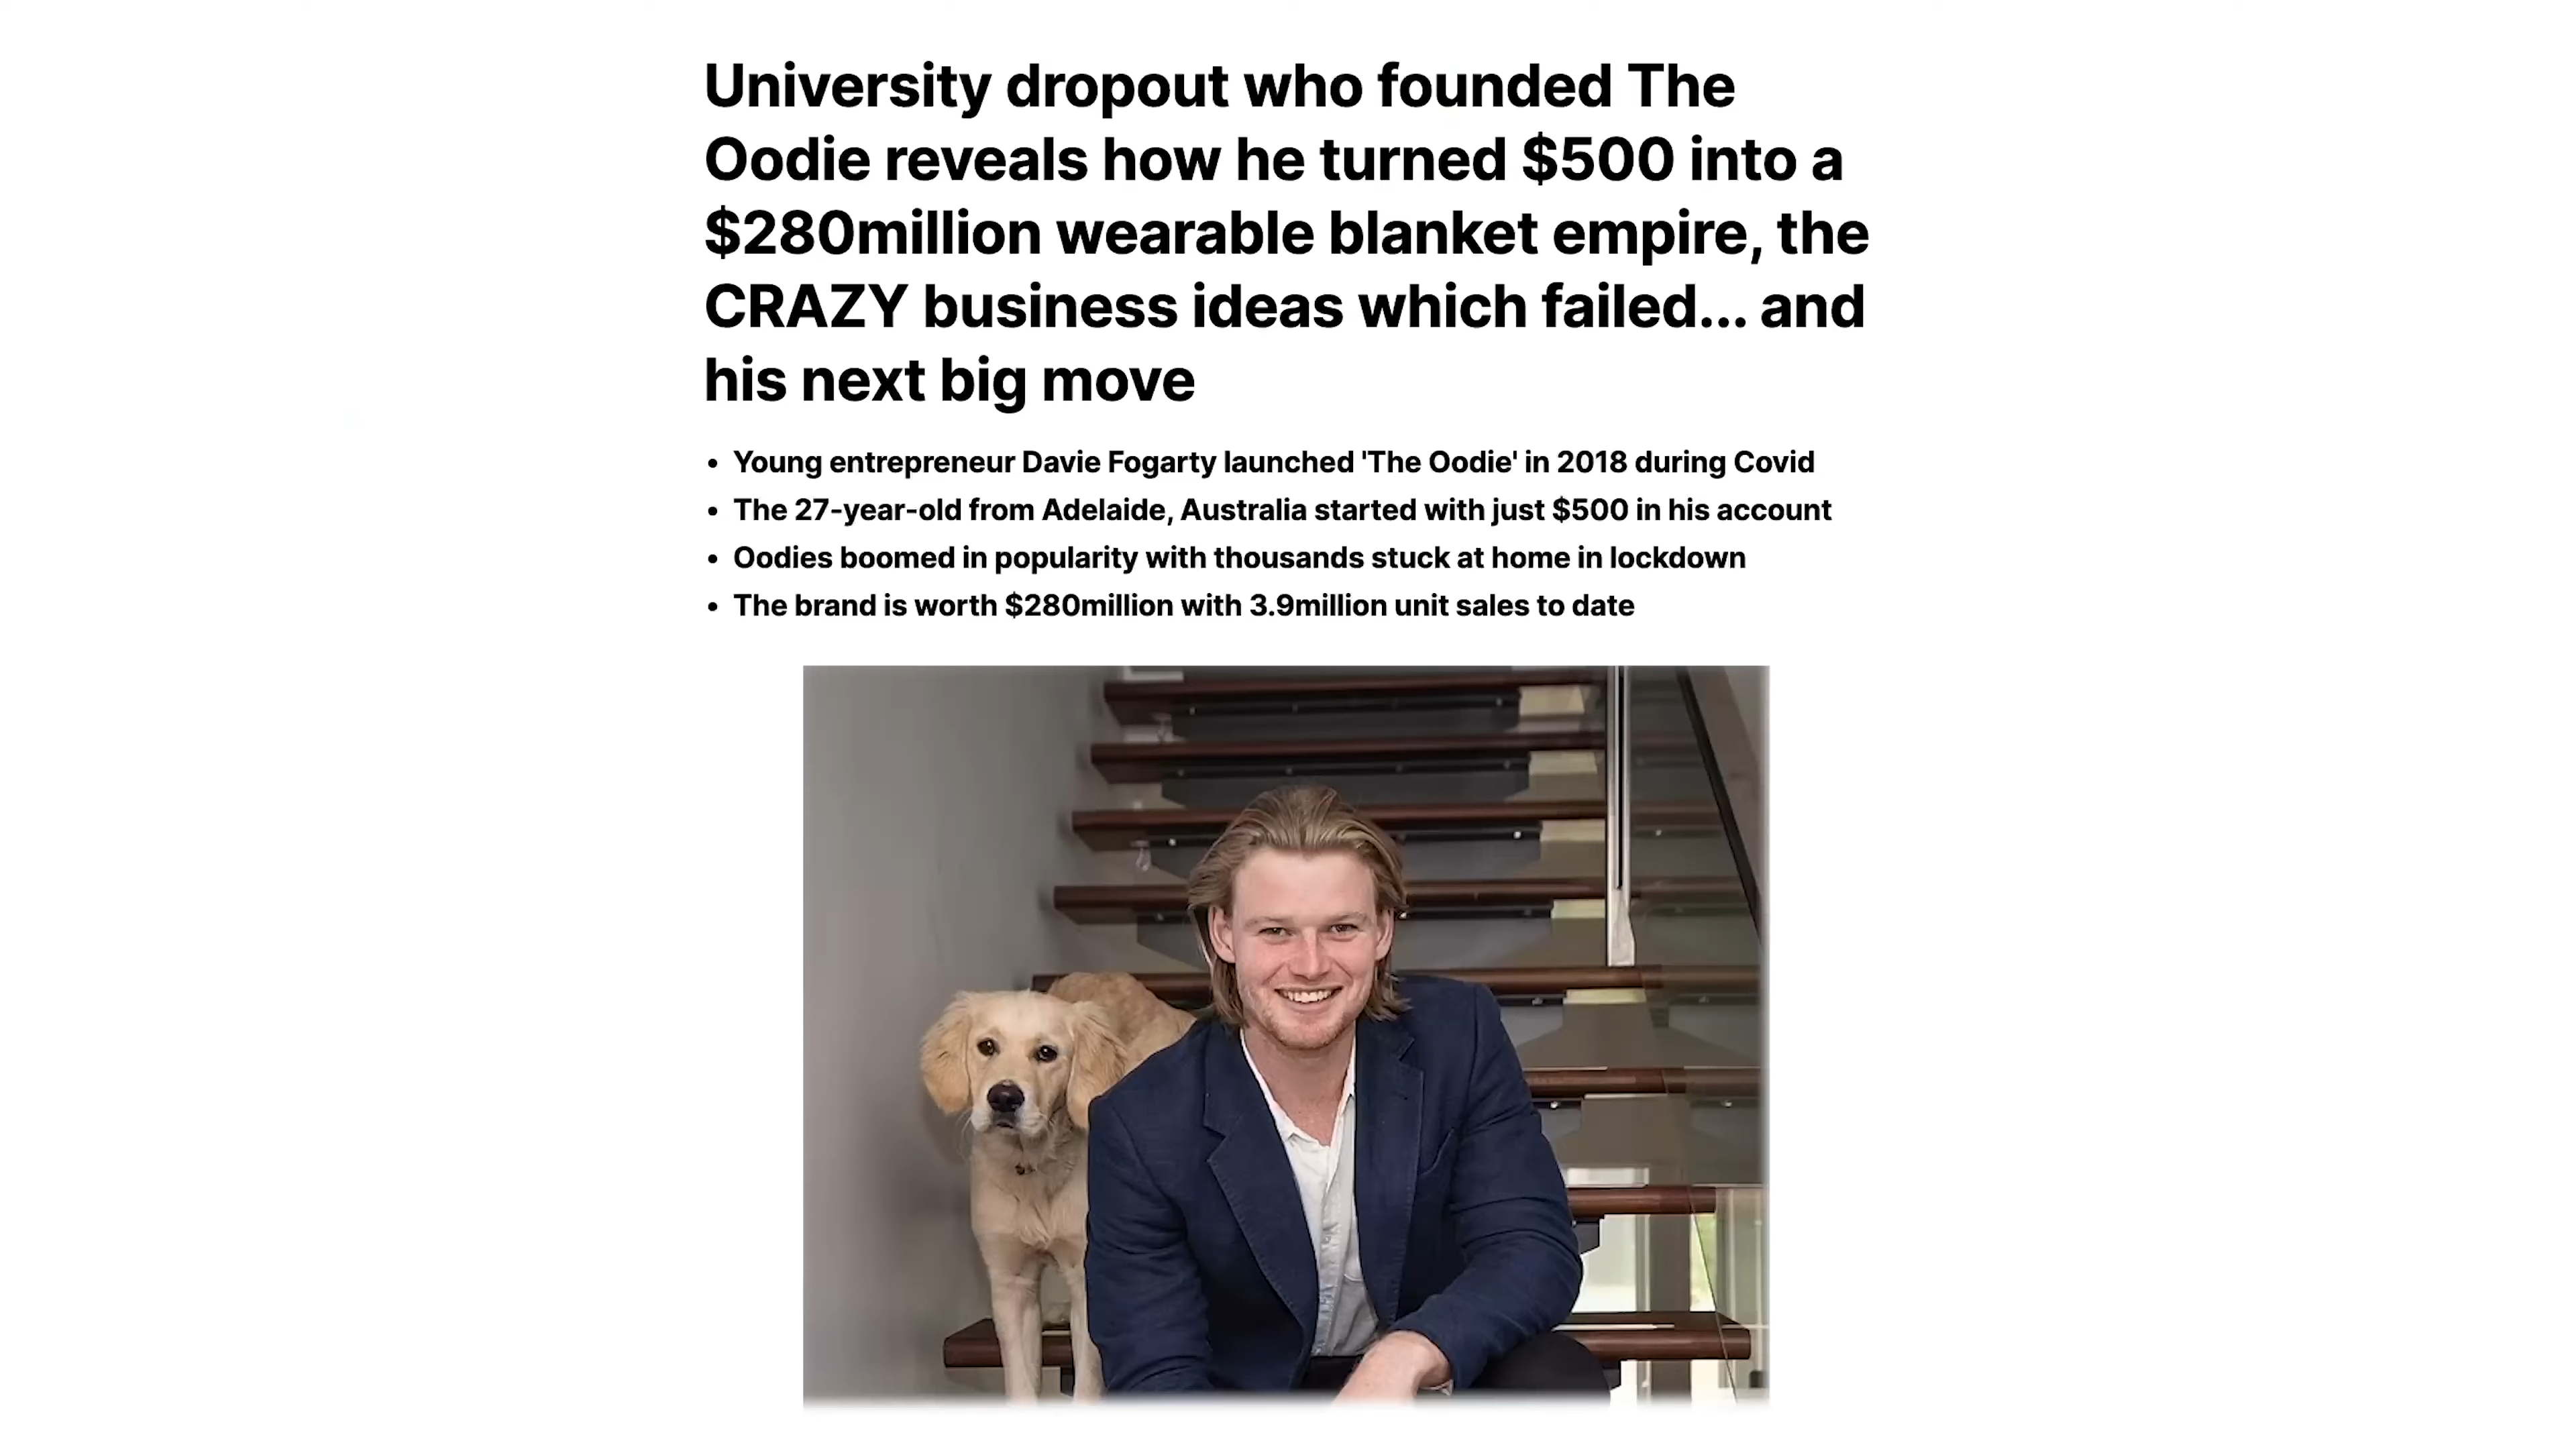 University dropout who founded The
Oodie reveals how he turned $500 into a
$280million wearable blanket empire, the
CRAZY business ideas which failed... and
his next big move
• Young entrepreneur Davie Fogarty launched 'The Oodie' in 2018 during Covid
• The 27-year-old from Adelaide, Australia started with just $500 in his account
• Oodies boomed in popularity with thousands stuck at home in lockdown
• The brand is worth $280million with 3.9million unit sales to date